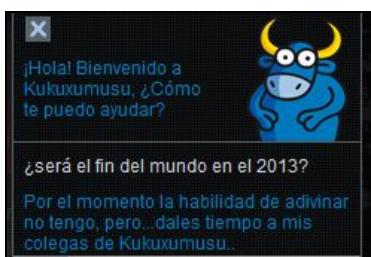 ¡Hola! Bienvenido a
Kukuxumusu, ¿Cómo
te puedo ayudar?
¿será el fin del mundo en el 2013?
Por el momento la habilidad de adivinar
no tengo, pero...dales tiempo a mis
colegas de Kukuxumusu..